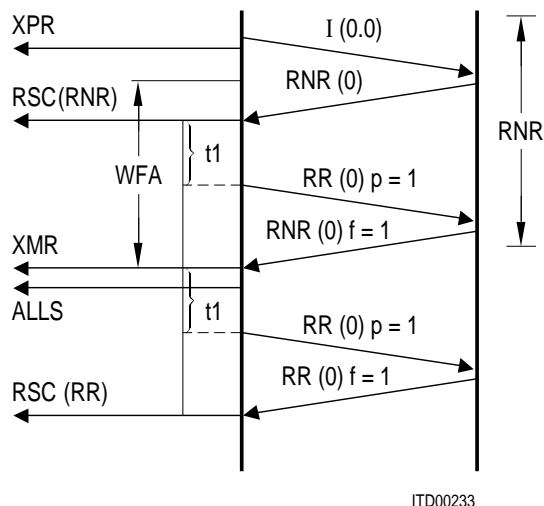 XPR
I (0.0)
RNR (0)
RSC(RNR)
RNR
t1
WFA
RR (0) p = 1
RNR (0) f = 1
XMR
ALLS
t1
RR (0) p = 1
RR (0) f = 1
RSC (RR)
ITD00233